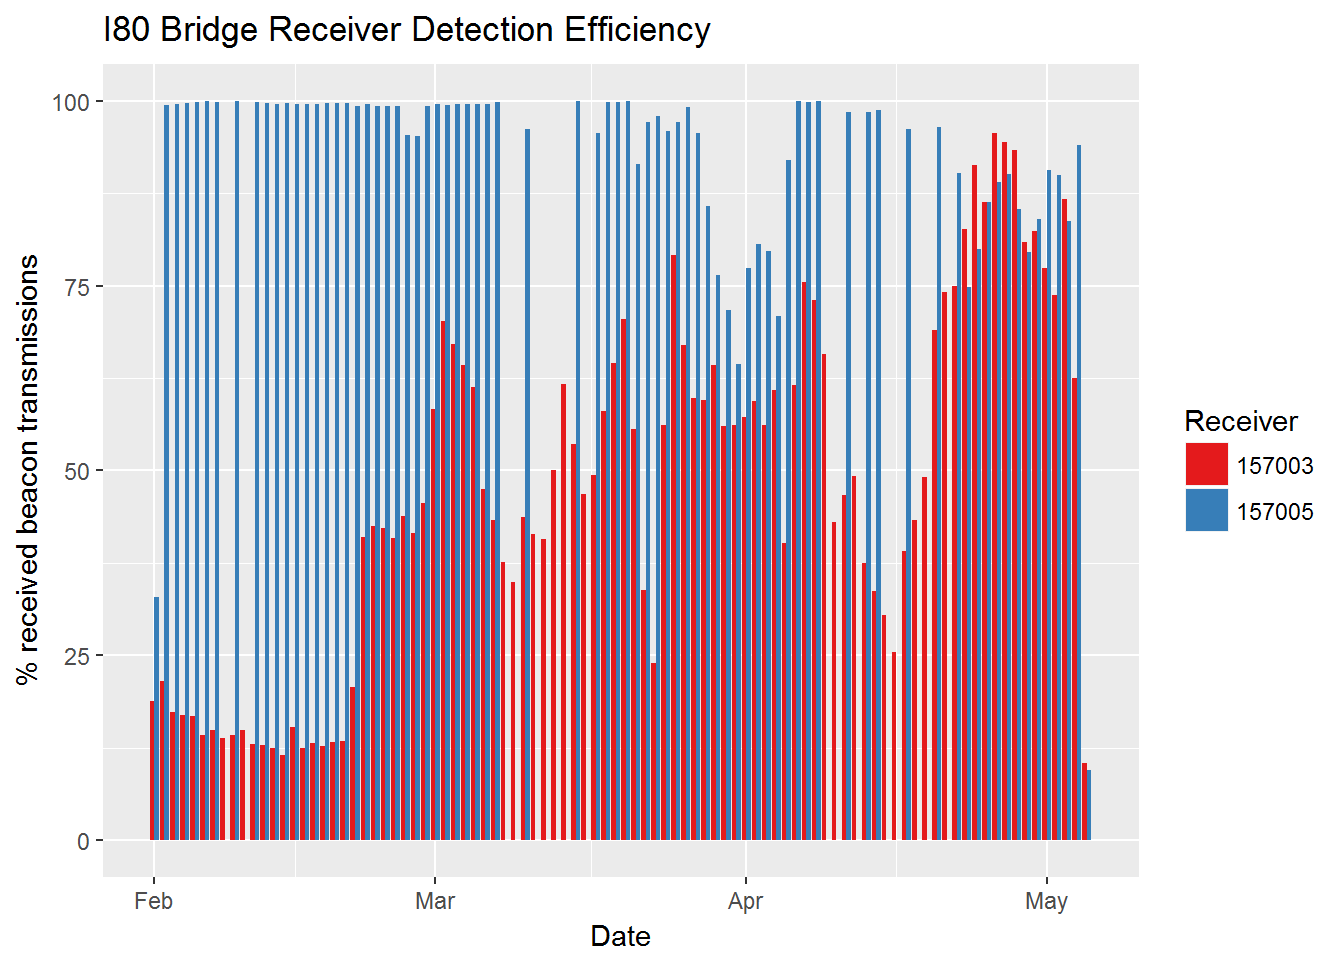 I80 Bridge Receiver Detection Efficiency
100
75
50
25
0
% received beacon transmissions
Feb
Mar
Apr
May
Date
Receiver
157003
157005